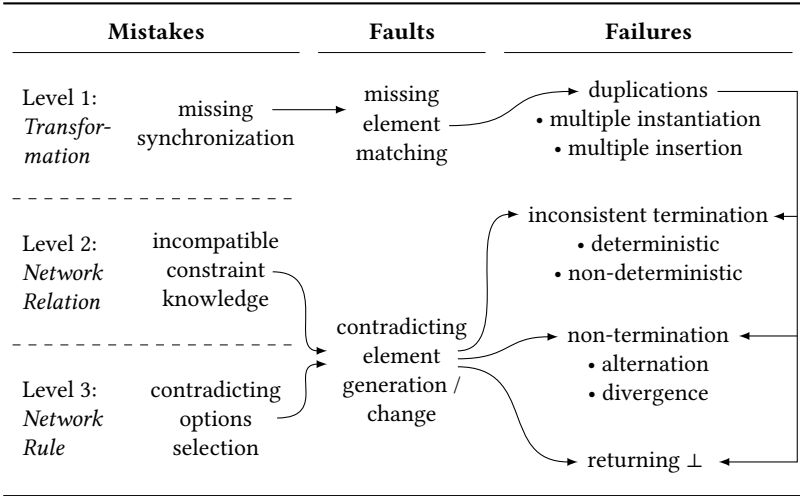 Mistakes
Faults
Failures
Level 1:
Transfor-
mation
missing
synchronization
missing
element
matching
duplications
• multiple instantiation
• multiple insertion
Level 2:
Network
Relation
incompatible
constraint
knowledge
inconsistent termination
• deterministic
• non-deterministic
contradicting
element
generation /
change
non-termination
• alternation
• divergence
Level 3:
Network
Rule
contradicting
options
selection
returning ⊥